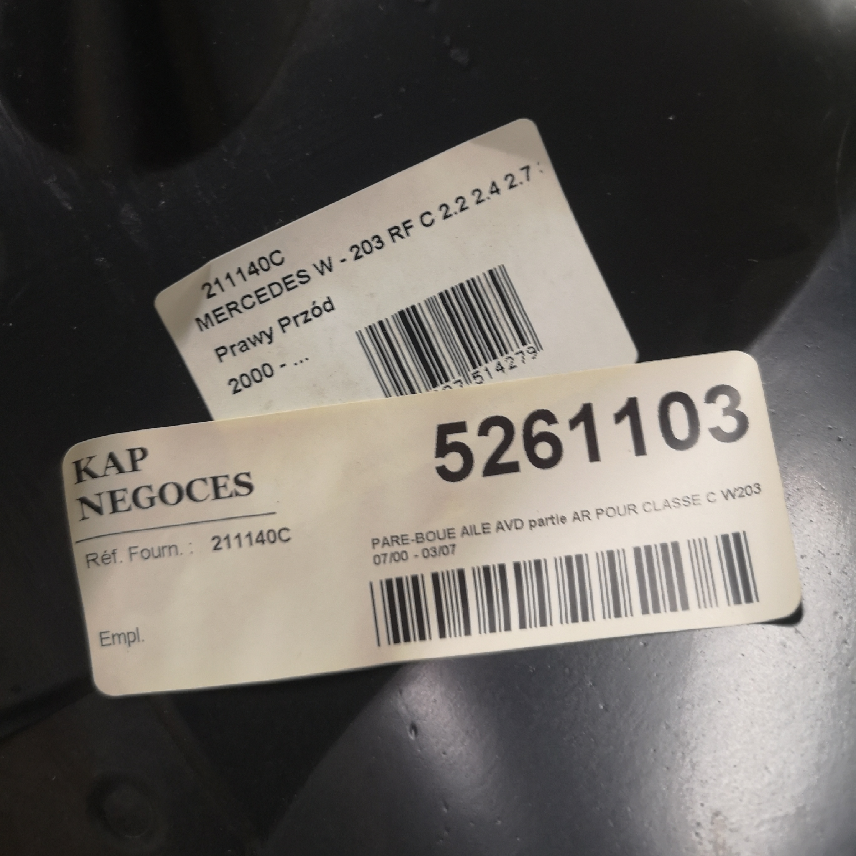 211140C
MERCEDES W - 203 RF C 2.2 2.4 2.7
Prawy Przód
2000 - ...
514279
KAP
NEGOCES
5261103
Réf. Fourn. : 211140C
PARE-BOUE AILE AVD partie AR POUR CLASSE C W203
07/00 - 03/07
Empl.